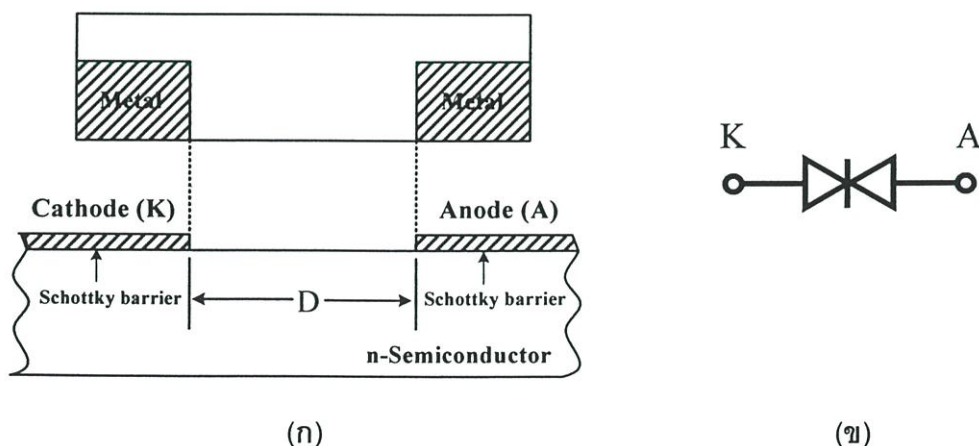 Metal
Metal
K
A
Cathode (K)
Anode (A)
Schottky barrier
D
Schottky barrier
n-Semiconductor
(ก)
(ข)